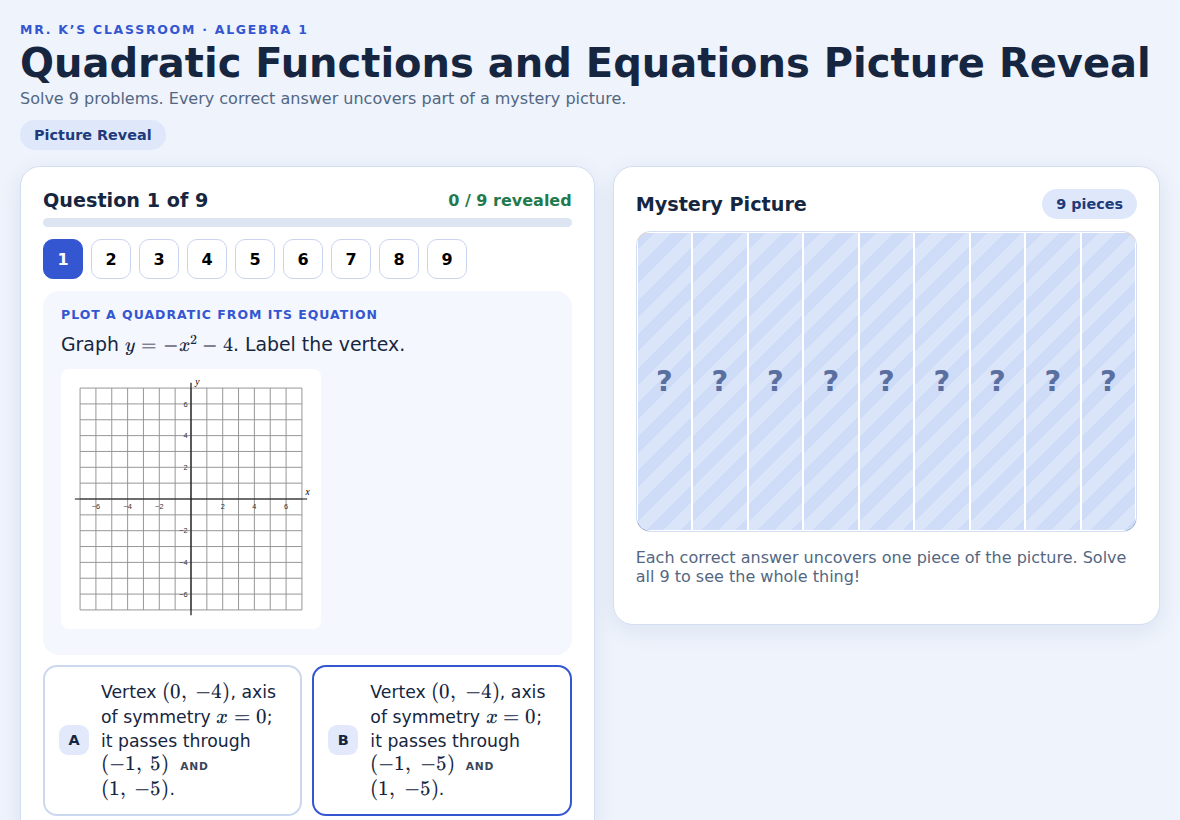 MR. K’S CLASSROOM · ALGEBRA 1
Quadratic Functions and Equations Picture Reveal
Solve 9 problems. Every correct answer uncovers part of a mystery picture.
Picture Reveal
Question 1 of 9
0 / 9 revealed
1 2 3 4 5 6 7 8 9
PLOT A QUADRATIC FROM ITS EQUATION
Graph y = −x² − 4. Label the vertex.
y
6
4
2
x
−6 −4 −2 2 4 6
−2
−4
−6
A
Vertex (0, −4), axis
of symmetry x = 0;
it passes through
(−1, 5) AND
(1, −5).
B
Vertex (0, −4), axis
of symmetry x = 0;
it passes through
(−1, −5) AND
(1, −5).
Mystery Picture
9 pieces
? ? ? ? ? ? ? ? ?
Each correct answer uncovers one piece of the picture. Solve
all 9 to see the whole thing!